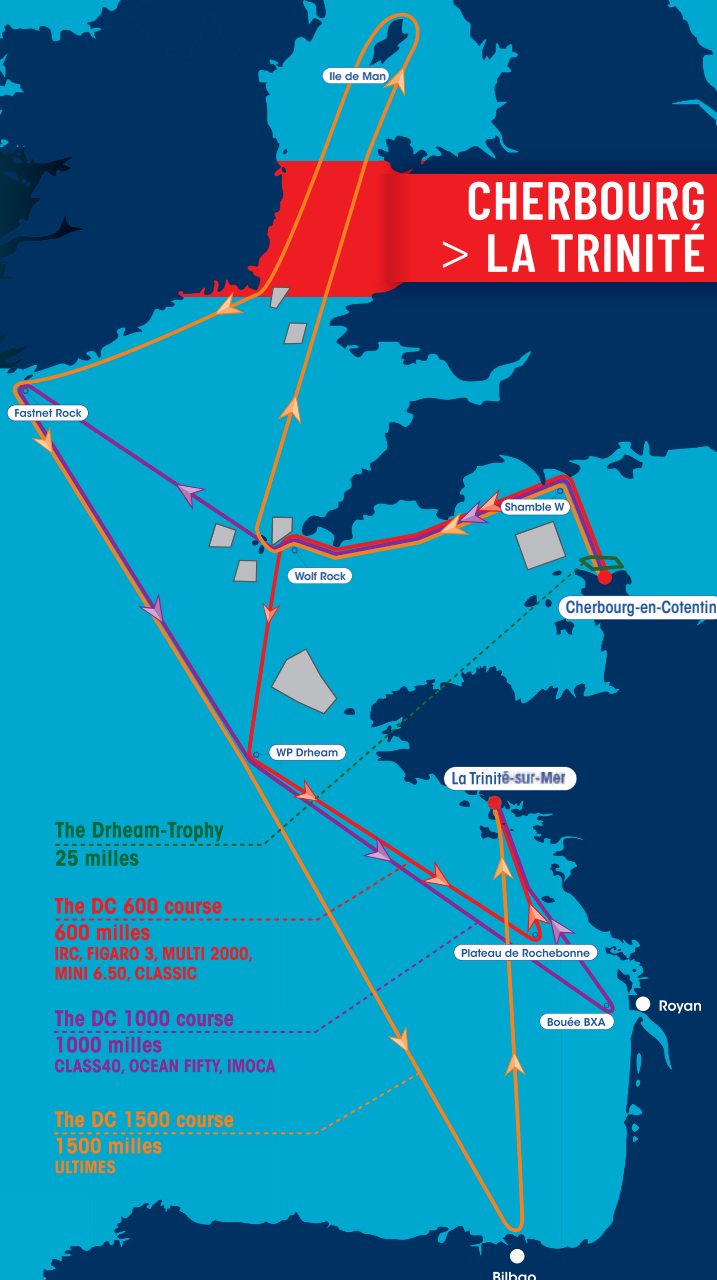 Ile de Man
CHERBOURG
> LA TRINITÉ
Fastnet Rock
Shamble W
Wolf Rock
Cherbourg-en-Cotentin
WP Drheam
La Trinité-sur-Mer
The Drheam-Trophy
25 milles
The DC 600 course
600 milles
IRC, FIGARO 3, MULTI 2000,
MINI 6.50, CLASSIC
Plateau de Rochebonne
Royan
Bouée BXA
The DC 1000 course
1000 milles
CLASS40, OCEAN FIFTY, IMOCA
The DC 1500 course
1500 milles
ULTIMES
Bilbao